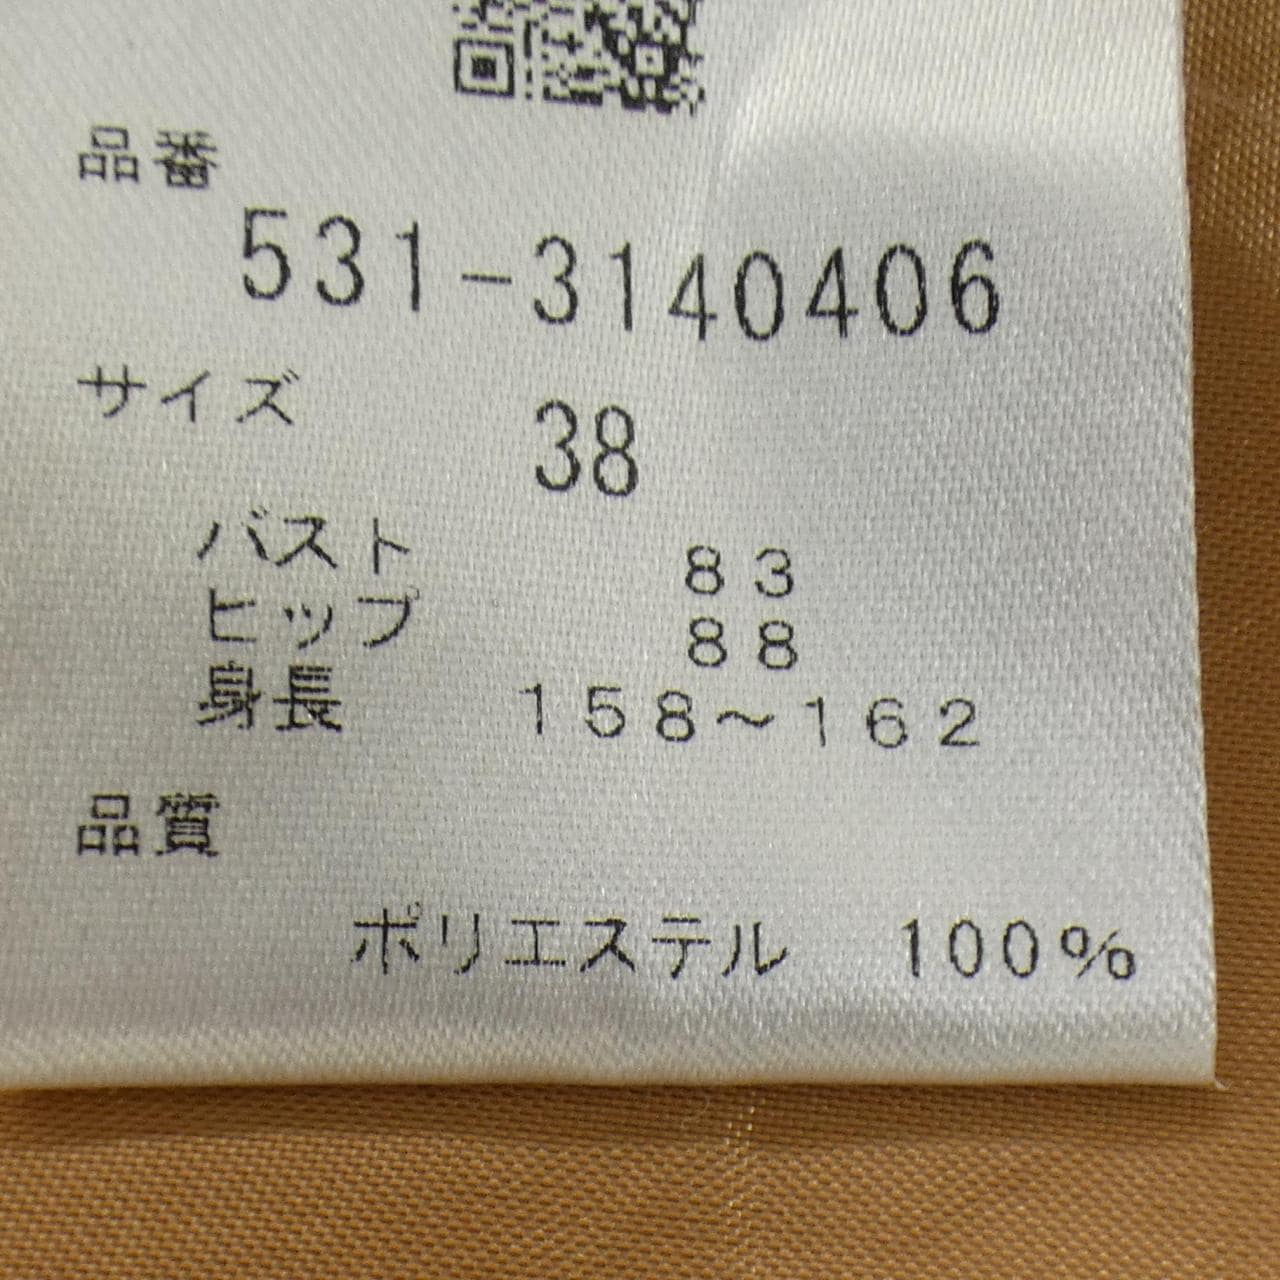 品番
531-3140406
サイズ
38
バスト 83
ヒップ 88
身長 158～162
品質
ポリエステル 100%